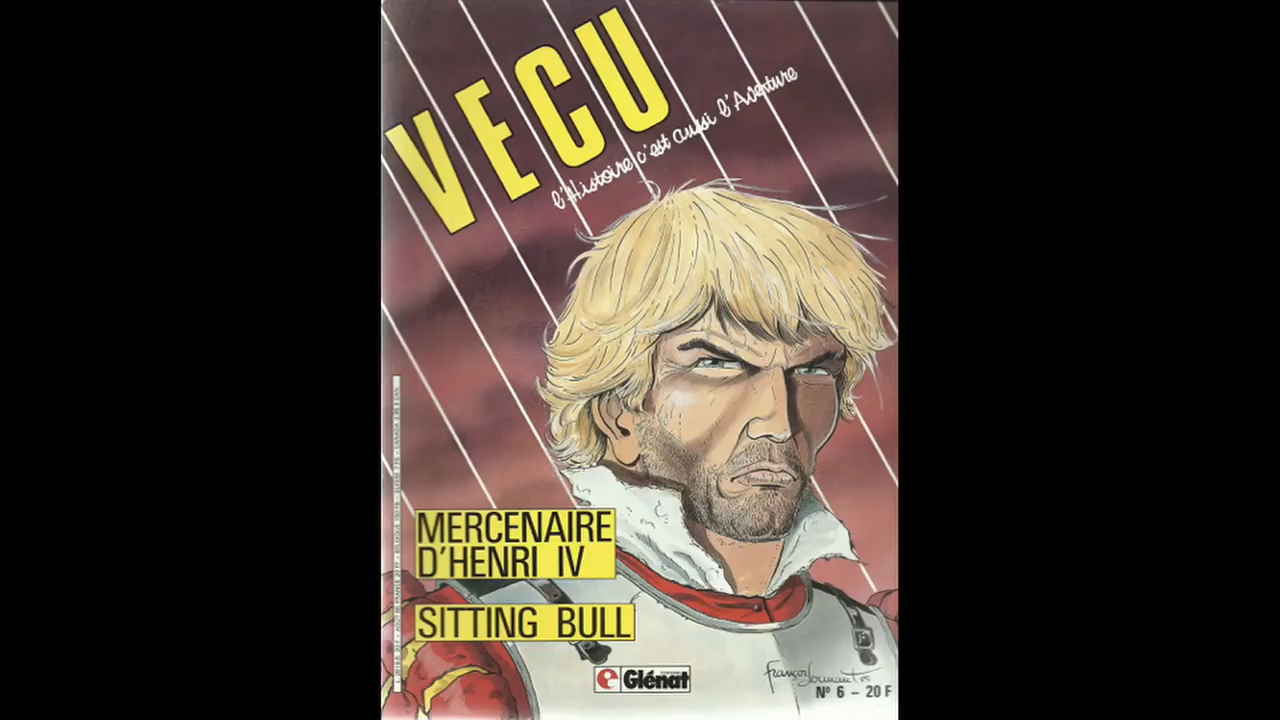 VECU
l'Histoire c'est aussi l'Aventure
MERCENAIRE
D'HENRI IV
SITTING BULL
e Glénat
N° 6 - 20 F